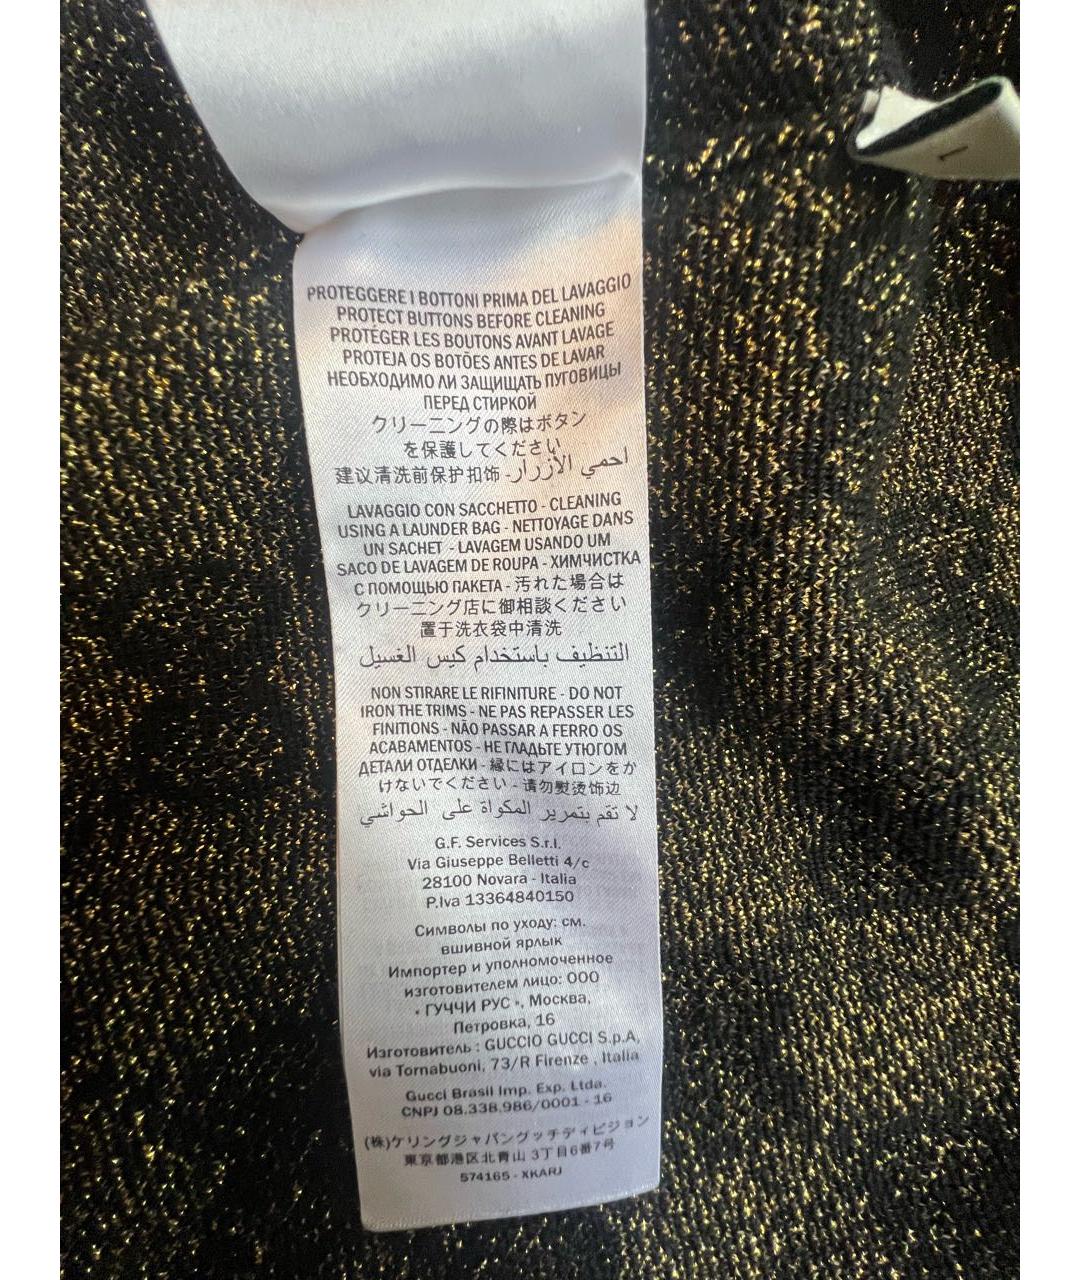 PROTEGGERE I BOTTONI PRIMA DEL LAVAGGIO
PROTECT BUTTONS BEFORE CLEANING
PROTÉGER LES BOUTONS AVANT LAVAGE
PROTEJA OS BOTÕES ANTES DE LAVAR
НЕОБХОДИМО ЛИ ЗАЩИЩАТЬ ПУГОВИЦЫ
ПЕРЕД СТИРКОЙ
クリーニングの際はボタン
を保護してください
建议清洗前保护扣饰 - احمي الأزرار
LAVAGGIO CON SACCHETTO - CLEANING
USING A LAUNDER BAG - NETTOYAGE DANS
UN SACHET - LAVAGEM USANDO UM
SACO DE LAVAGEM DE ROUPA - ХИМЧИСТКА
С ПОМОЩЬЮ ПАКЕТА - 汚れた場合は
クリーニング店に御相談ください
置于洗衣袋中清洗
التنظيف باستخدام كيس الغسيل
NON STIRARE LE RIFINITURE - DO NOT
IRON THE TRIMS - NE PAS REPASSER LES
FINITIONS - NÃO PASSAR A FERRO OS
ACABAMENTOS - НЕ ГЛАДЬТЕ УТЮГОМ
ДЕТАЛИ ОТДЕЛКИ - 縁にはアイロンをか
けないでください - 请勿熨烫饰边
لا تقم بتمرير المكواة على الحواشي
G.F. Services S.r.l.
Via Giuseppe Belletti 4/c
28100 Novara - Italia
P.Iva 13364840150
Символы по уходу: см.
вшивной ярлык
Импортер и уполномоченное
изготовителем лицо: ООО
"ГУЧЧИ РУС", Москва,
Петровка, 16
Изготовитель : GUCCIO GUCCI S.p.A,
via Tornabuoni, 73/R Firenze , Italia
Gucci Brasil Imp. Exp. Ltda.
CNPJ 08.338.986/0001 - 16
(株)ケリングジャパングッチディビジョン
東京都港区北青山 3丁目6番7号
574165 - XKARJ